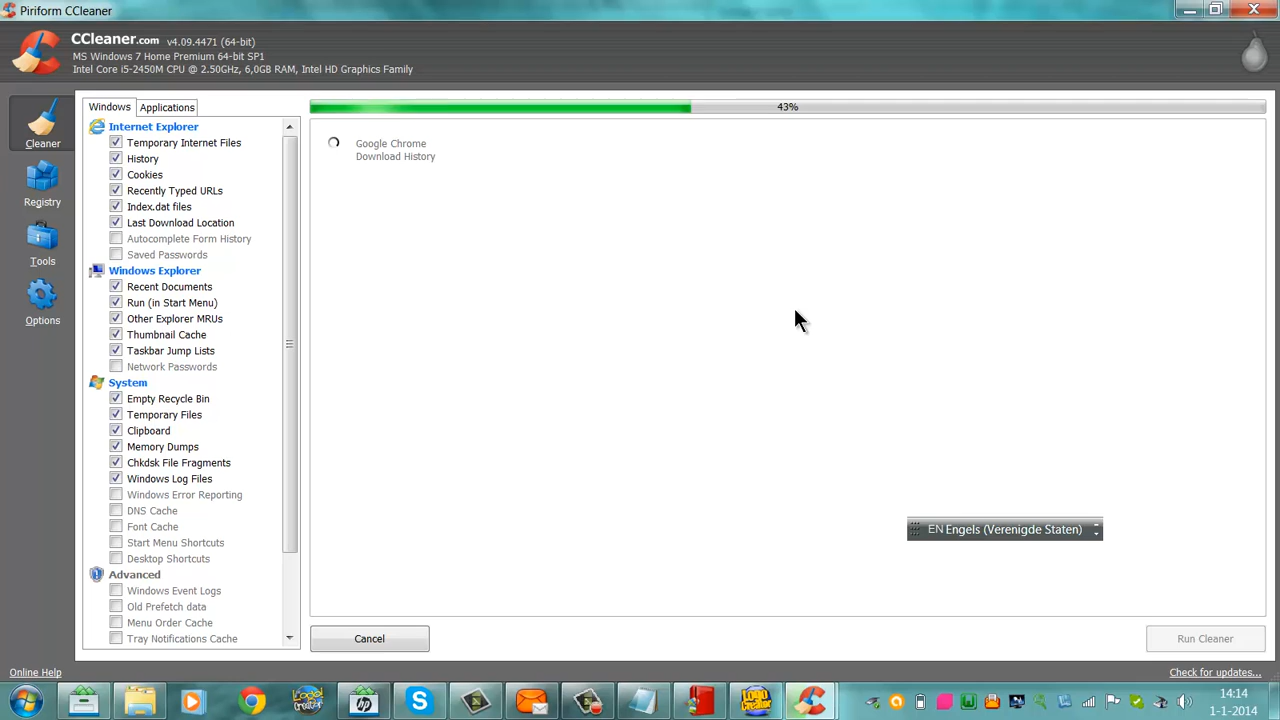 Piriform CCleaner
CCleaner.com v4.09.4471 (64-bit)
MS Windows 7 Home Premium 64-bit SP1
Intel Core i5-2450M CPU @ 2.50GHz, 6,0GB RAM, Intel HD Graphics Family
Cleaner
Registry
Tools
Options
Windows
Applications
Internet Explorer
Temporary Internet Files
History
Cookies
Recently Typed URLs
Index.dat files
Last Download Location
Autocomplete Form History
Saved Passwords
Windows Explorer
Recent Documents
Run (in Start Menu)
Other Explorer MRUs
Thumbnail Cache
Taskbar Jump Lists
Network Passwords
System
Empty Recycle Bin
Temporary Files
Clipboard
Memory Dumps
Chkdsk File Fragments
Windows Log Files
Windows Error Reporting
DNS Cache
Font Cache
Start Menu Shortcuts
Desktop Shortcuts
Advanced
Windows Event Logs
Old Prefetch data
Menu Order Cache
Tray Notifications Cache
43%
Google Chrome
Download History
EN Engels (Verenigde Staten)
Cancel
Run Cleaner
Online Help
Check for updates...
14:14
1-1-2014